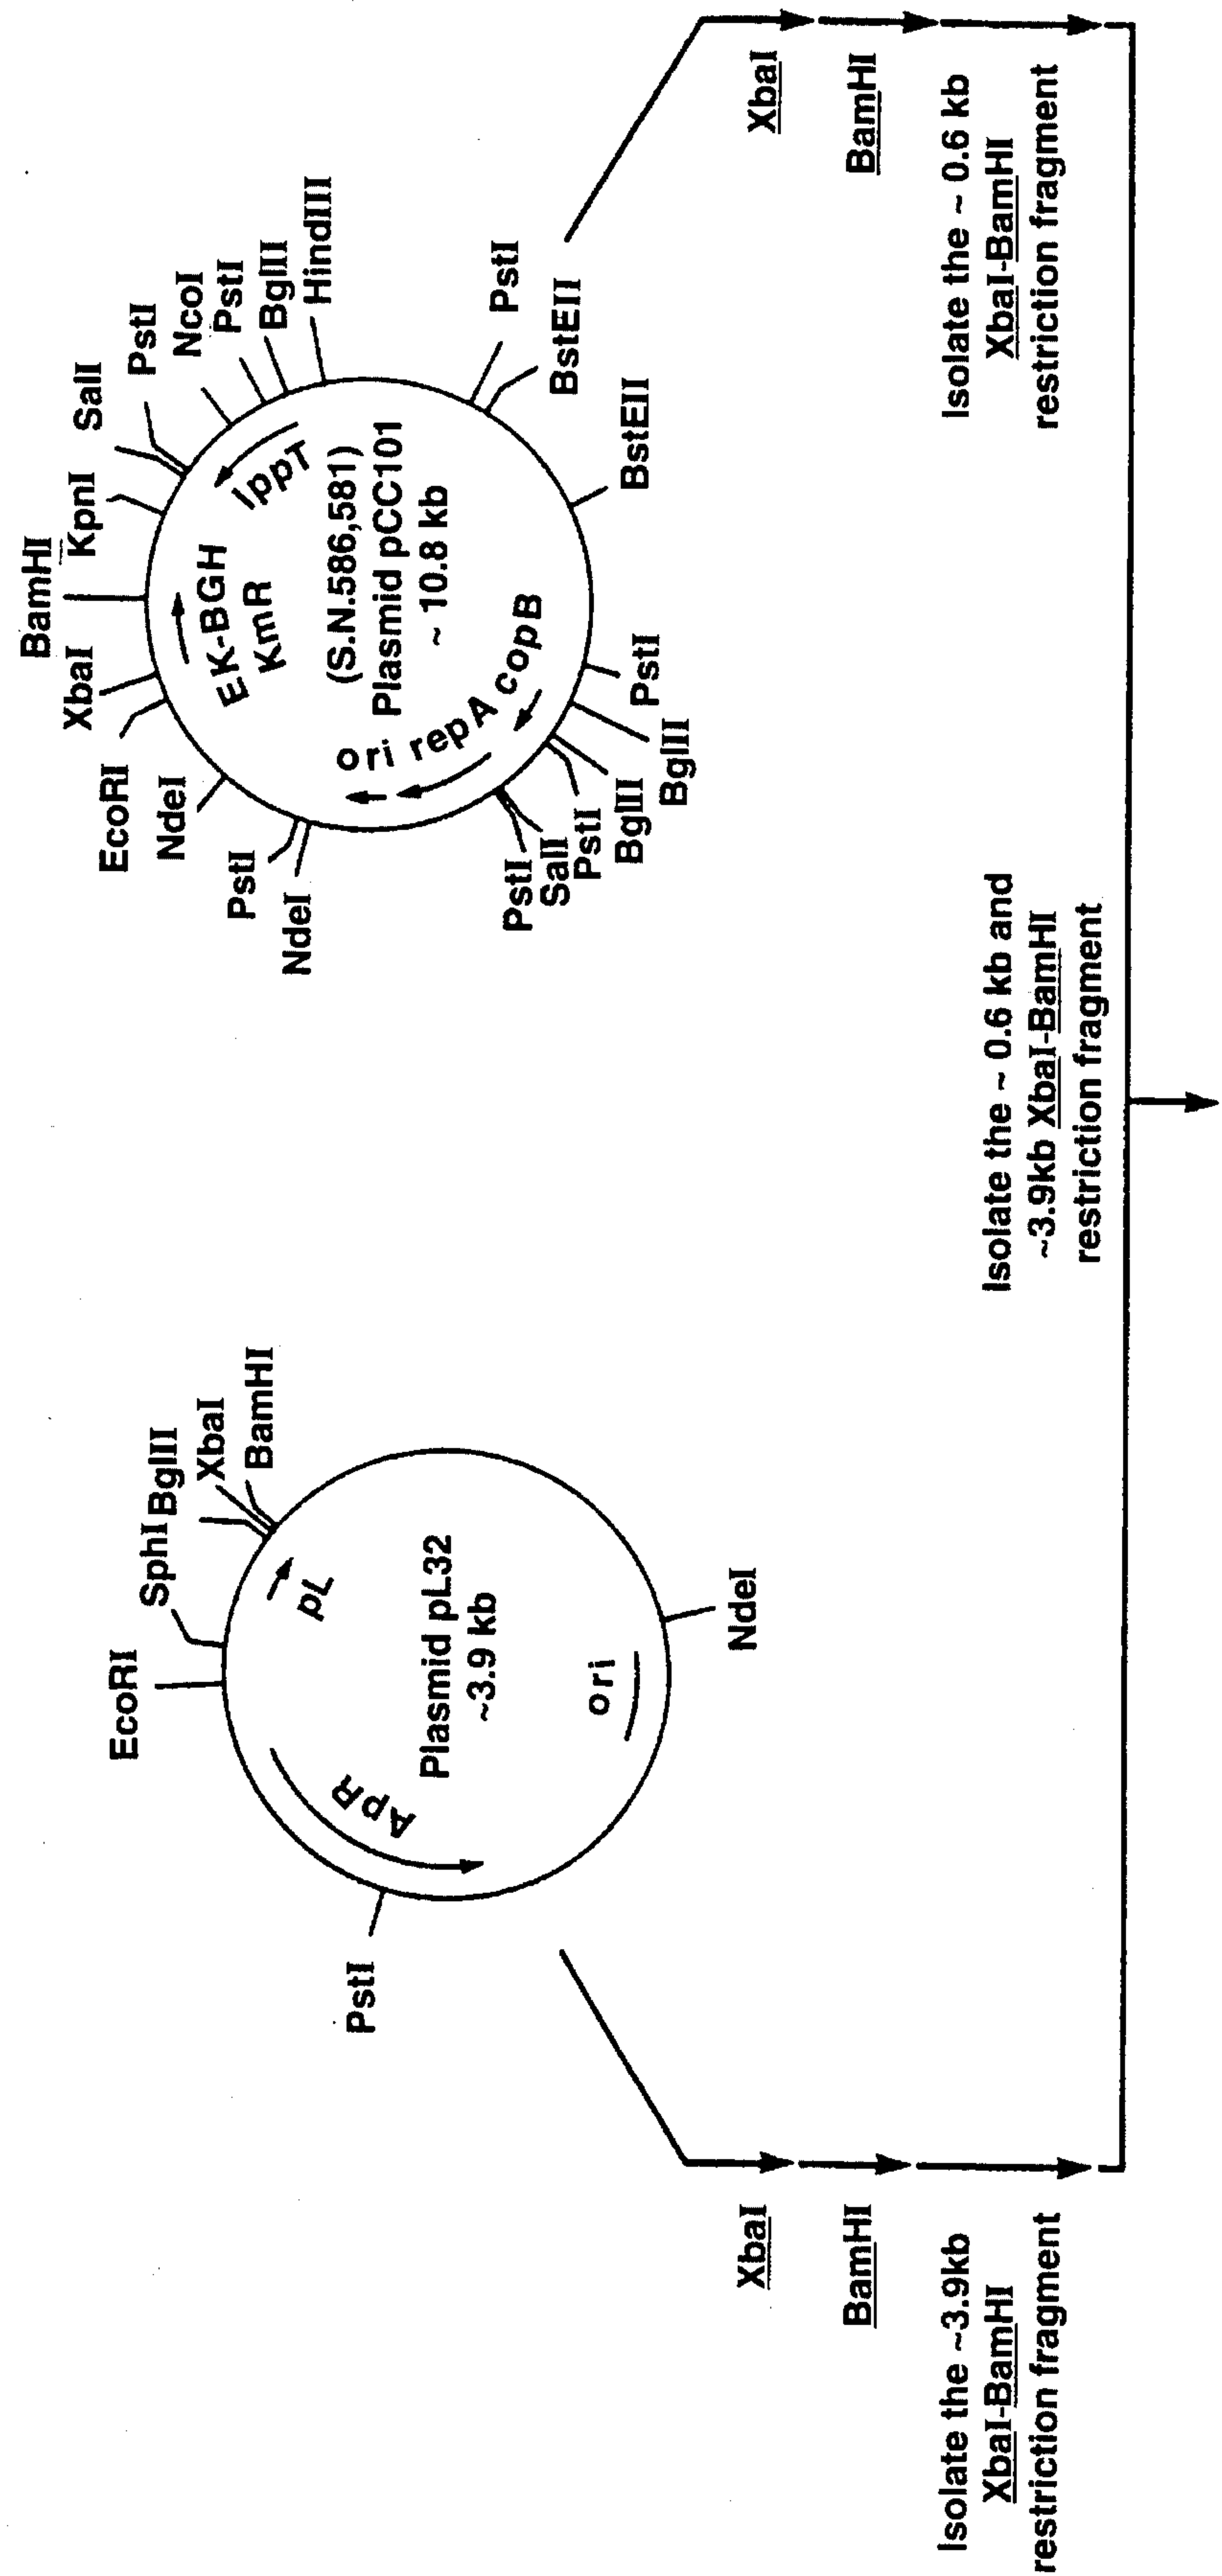 EcoRI
SphI
BglII
XbaI
BamHI
PstI
ApR
pL
Plasmid pL32
~3.9 kb
ori
NdeI
XbaI
BamHI
Isolate the ~3.9kb
XbaI-BamHI
restriction fragment
BamHI
XbaI
KpnI
SalI
EcoRI
PstI
NdeI
NcoI
PstI
PstI
BglII
NdeI
HindIII
EK-BGH
KmR
lppT
(S.N.586,581)
Plasmid pCC101
~ 10.8 kb
ori repA copB
PstI
SalI
PstI
BglII
BglII
PstI
BstEII
BstEII
PstI
XbaI
BamHI
Isolate the ~ 0.6 kb
XbaI-BamHI
restriction fragment
Isolate the ~ 0.6 kb and
~3.9kb XbaI-BamHI
restriction fragment